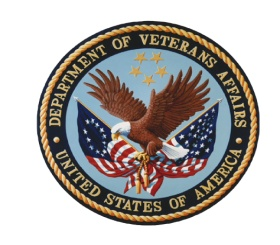 DEPARTMENT OF VETERANS AFFAIRS
UNITED STATES OF AMERICA